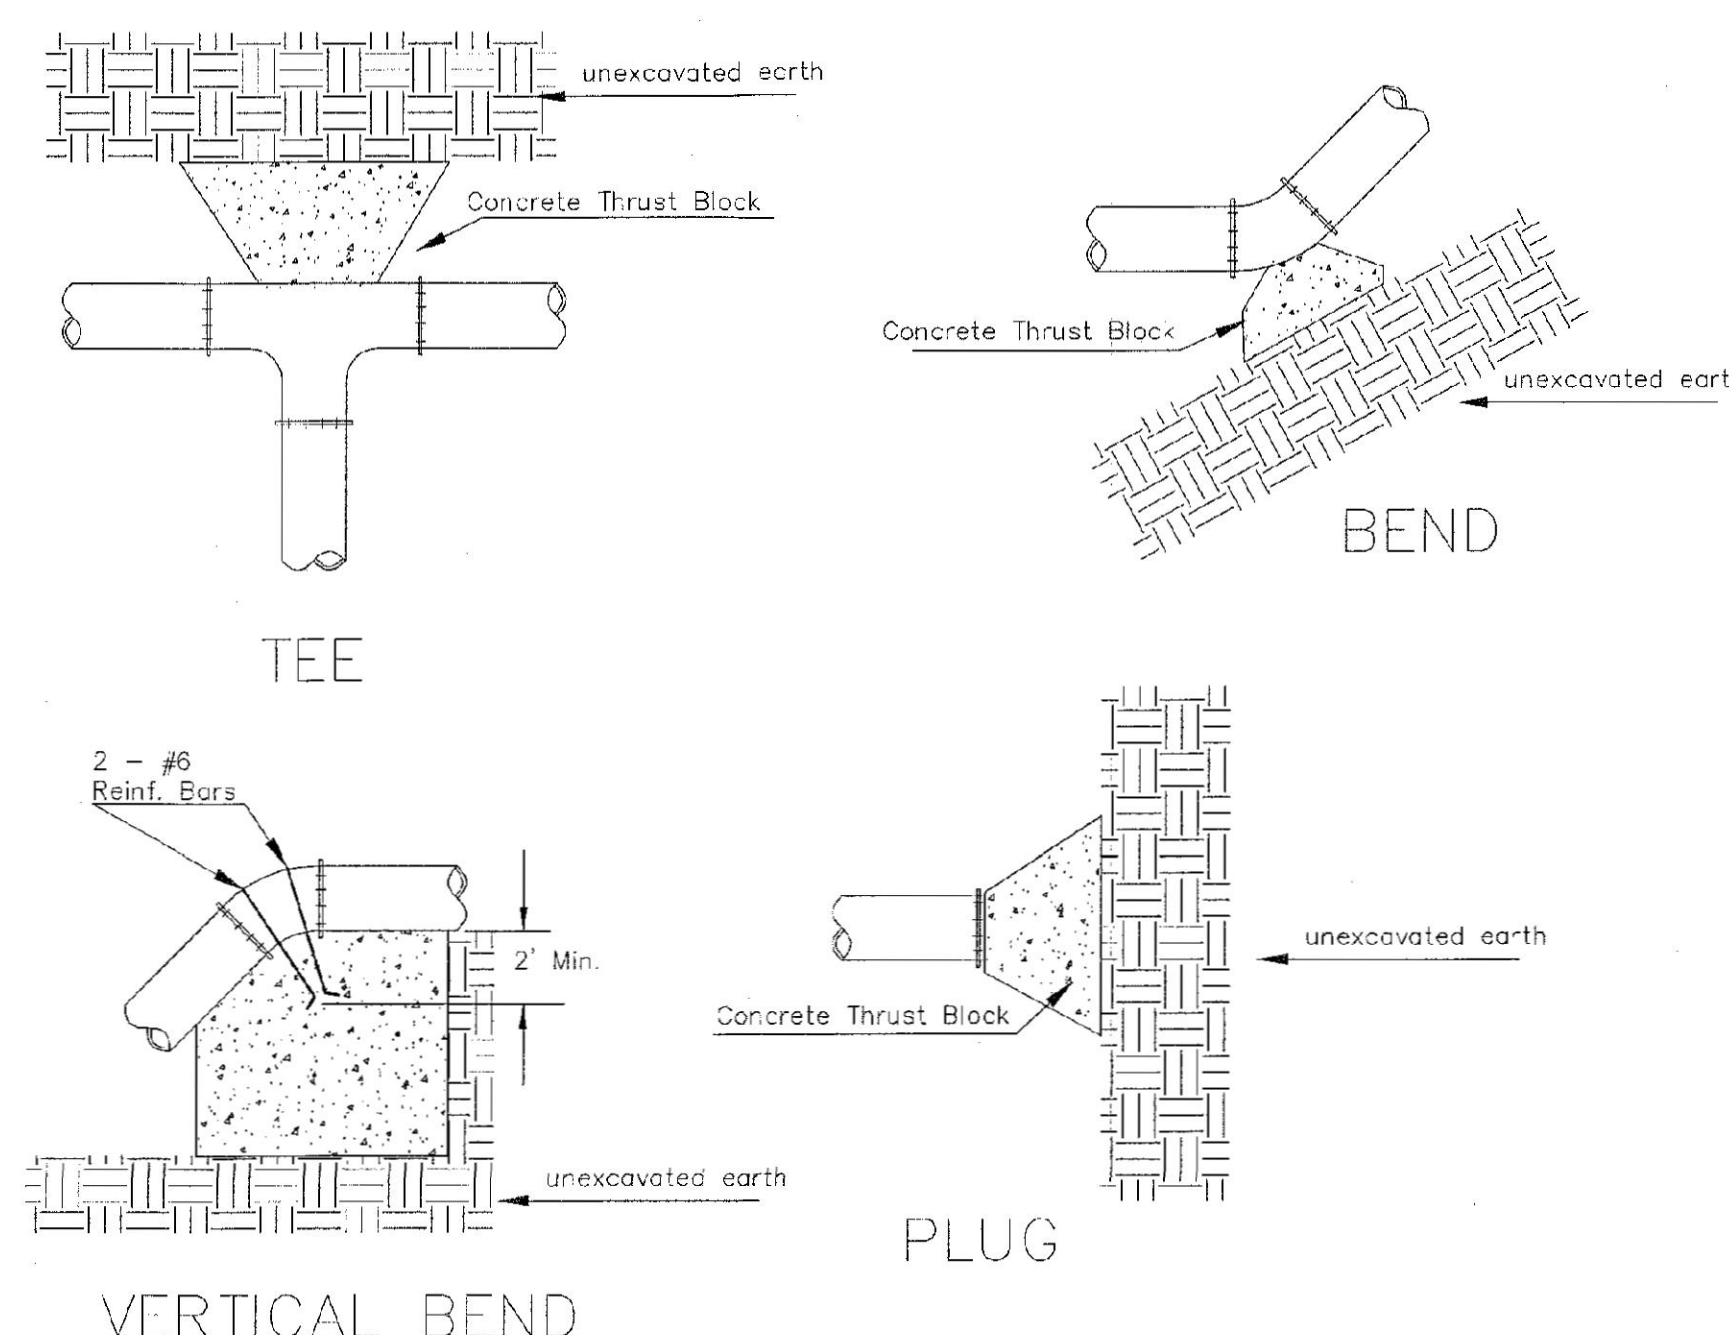 unexcavated earth
Concrete Thrust Block
TEE
Concrete Thrust Block
unexcavated eart
BEND
2 - #6
Reinf. Bars
2' Min.
unexcavated earth
VERTICAL BEND
unexcavated earth
Concrete Thrust Block
PLUG